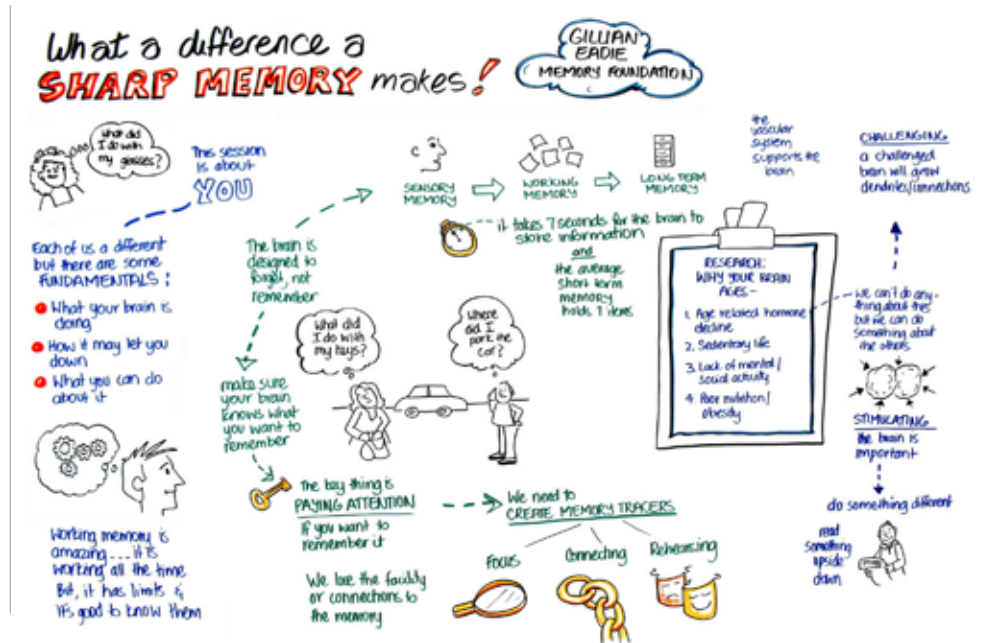 What a difference a
SHARP MEMORY makes!
GILLIAN
EADIE
MEMORY FOUNDATION
What did
I do with
my glasses?
This session
is about
YOU
Each of us a different
but there are some
FUNDAMENTALS:
What your brain is
doing
How it may let you
down
What you can do
about it
Working memory is
amazing.... it is
working all the time
But, it has limits &
it's good to know them
The brain is
designed to
forget, not
remember
make sure
your brain
knows what
you want to
remember
SENSORY
MEMORY
WORKING
MEMORY
LONG TERM
MEMORY
it takes 7 seconds for the brain to
store information
and
the average
short term
memory
holds 7 items
What did
I do with
my keys?
Where
did I
park the
car?
The key thing is
PAYING ATTENTION
If you want to
remember it
We lose the facility
or connections to
the memory
We need to
CREATE MEMORY TRACERS
Focus
Connecting
Rehearsing
the
vascular
system
supports the
brain
RESEARCH:
WHY YOUR BRAIN
AGES -
1. Age related hormone
decline
2. Sedentary life
3. Lack of mental/
social activity
4. Poor nutrition/
obesity
CHALLENGING
a challenged
brain will grow
dendrites/connections
we can't do any-
thing about this
but we can do
something about
the others
STIMULATING
the brain is
important
do something different
read
something
upside
down